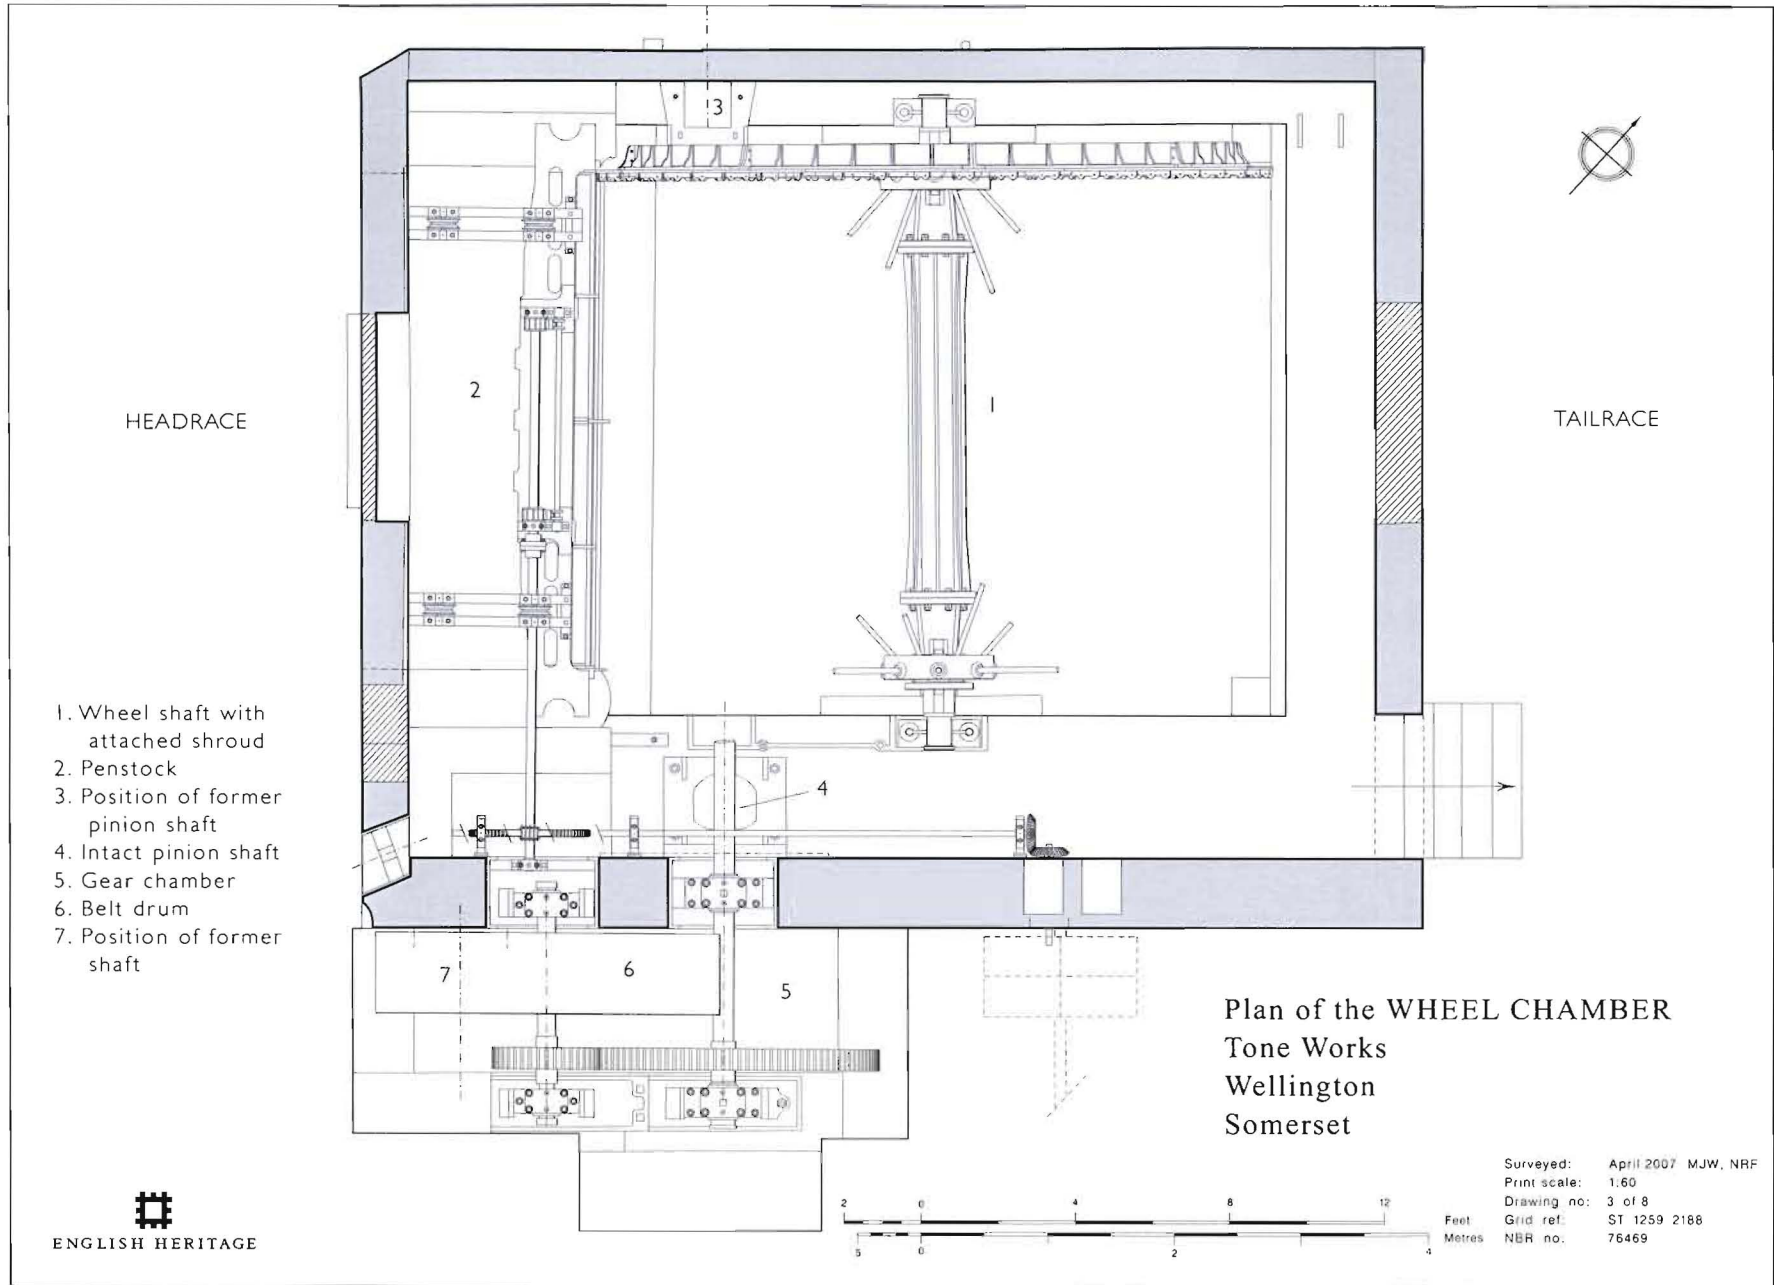 3
2
1
HEADRACE
TAILRACE
1. Wheel shaft with
attached shroud
2. Penstock
3. Position of former
pinion shaft
4. Intact pinion shaft
5. Gear chamber
6. Belt drum
7. Position of former
shaft
4
7
6
5
Plan of the WHEEL CHAMBER
Tone Works
Wellington
Somerset
Surveyed: April 2007 MJW, NRF
Print scale: 1:60
Drawing no: 3 of 8
Grid ref: ST 1259 2188
NBR no: 76469
2 0 4 8 12
Feet
Metres
5 0 2 4
ENGLISH HERITAGE